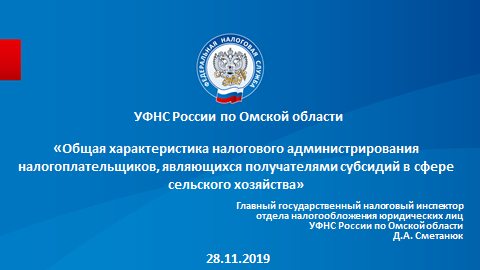 ФЕДЕРАЛЬНАЯ НАЛОГОВАЯ СЛУЖБА
УФНС России по Омской области
«Общая характеристика налогового администрирования
налогоплательщиков, являющихся получателями субсидий в сфере
сельского хозяйства»
Главный государственный налоговый инспектор
отдела налогообложения юридических лиц
УФНС России по Омской области
Д.А. Сметанюк
28.11.2019